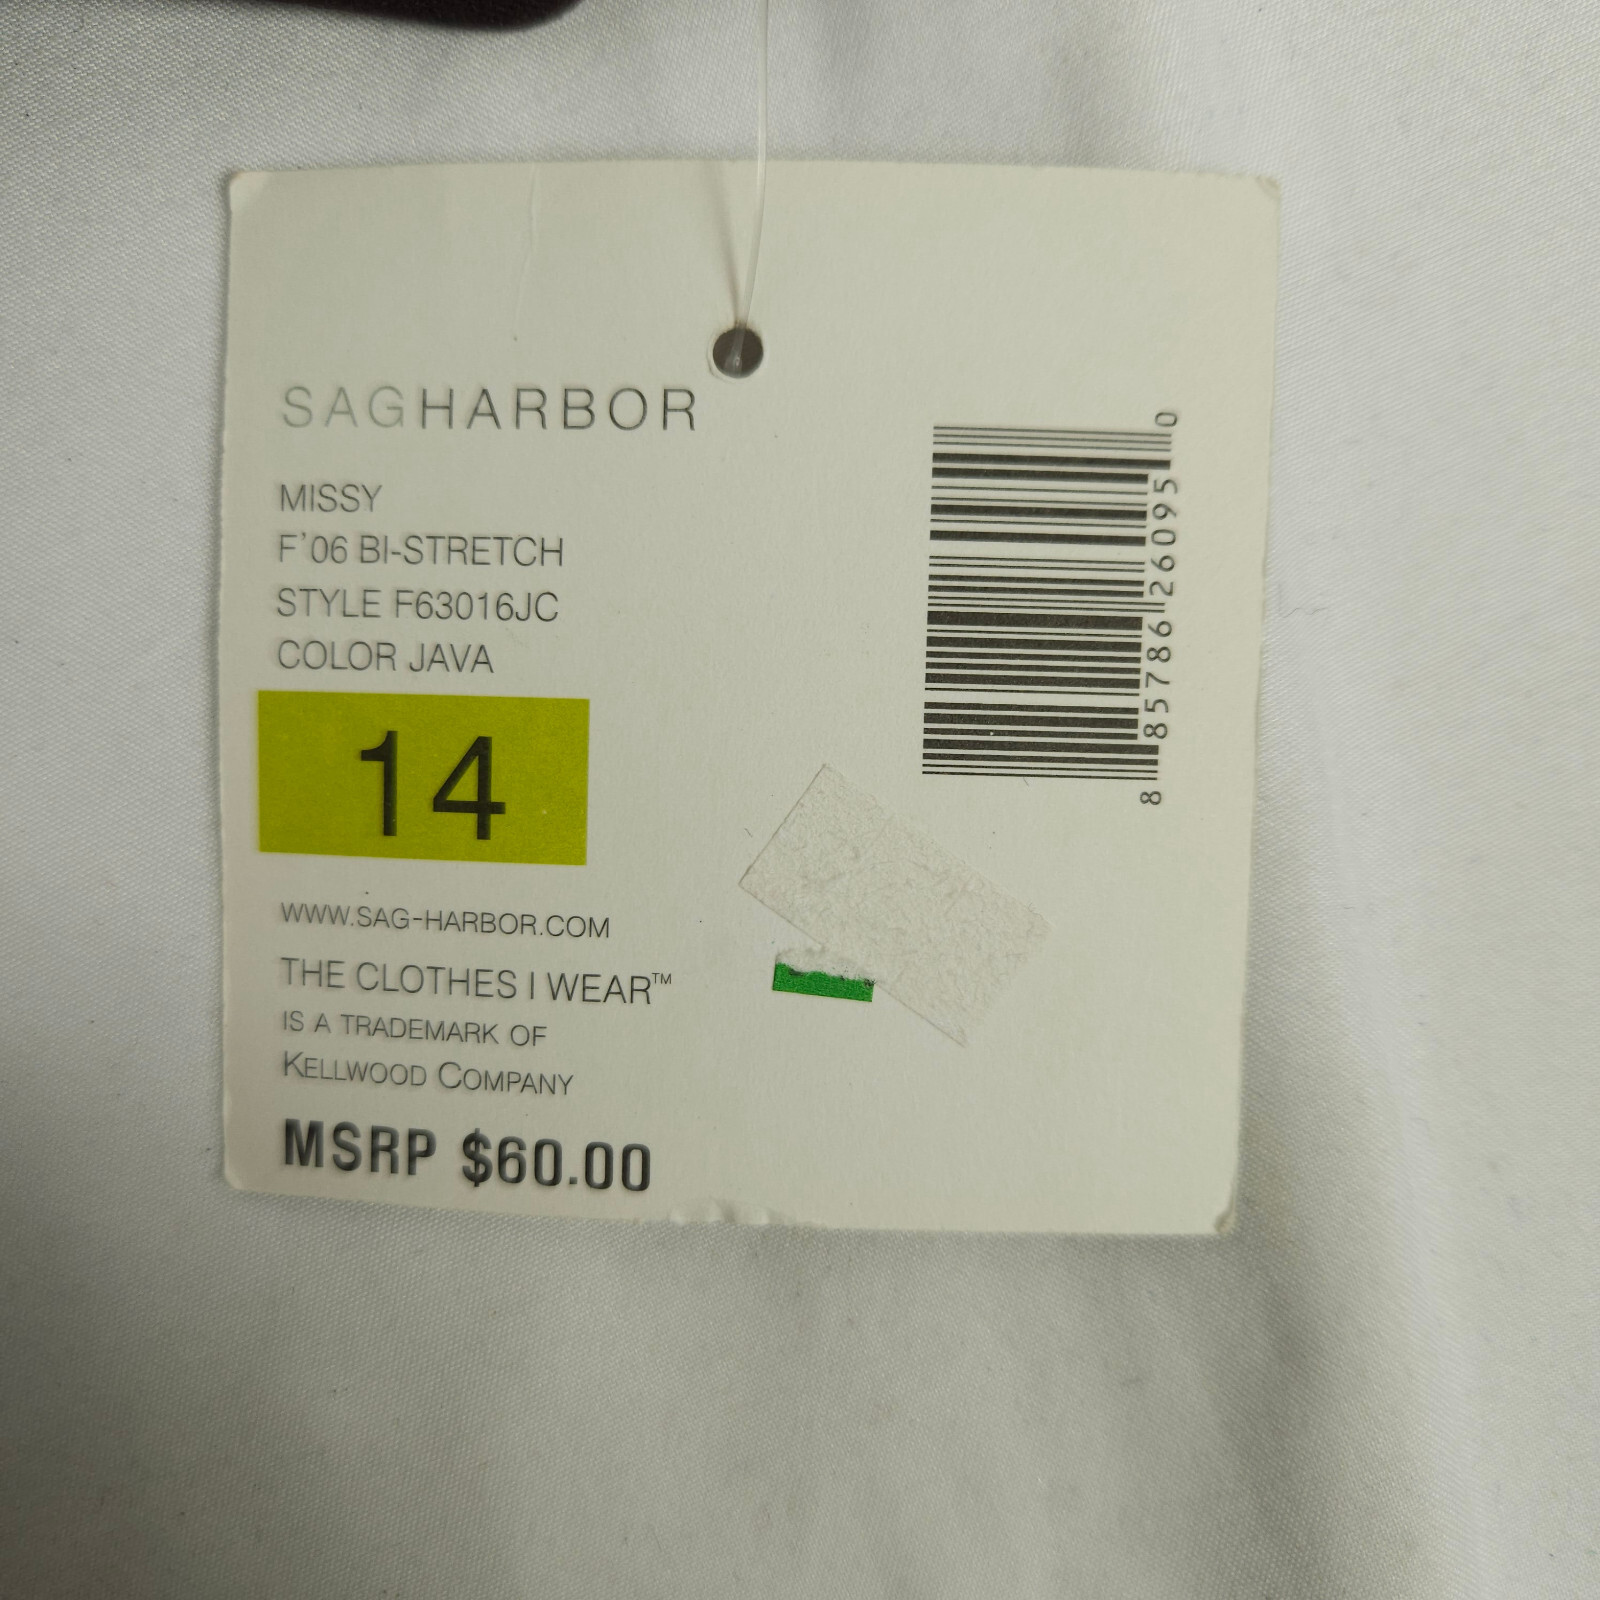 SAGHARBOR
MISSY
F'06 BI-STRETCH
STYLE F63016JC
COLOR JAVA
14
WWW.SAG-HARBOR.COM
THE CLOTHES I WEAR™
IS A TRADEMARK OF
KELLWOOD COMPANY
MSRP $60.00
8 85786 26095 0